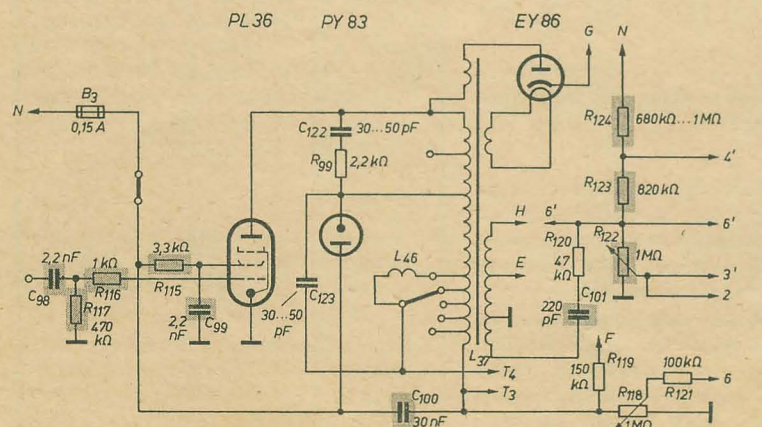 PL36 PY 83 EY 86 G N
B3
N 0,15 A
C122 30...50 pF
R124 680 kΩ...1 MΩ
R99 2,2 kΩ
4'
R123 820 kΩ
H 6' 6'
R120 R122
3,3 kΩ
L46
E 47 kΩ 1MΩ
2,2 nF 1 kΩ
3'
C98 R116 R115
C123
C101
2
R117 2,2 nF C99 30...50 pF
220 pF
470 kΩ
F
L37
R119
T4 150 kΩ 100 kΩ
C100 T3 R118 R121 6
30 nF 1MΩ